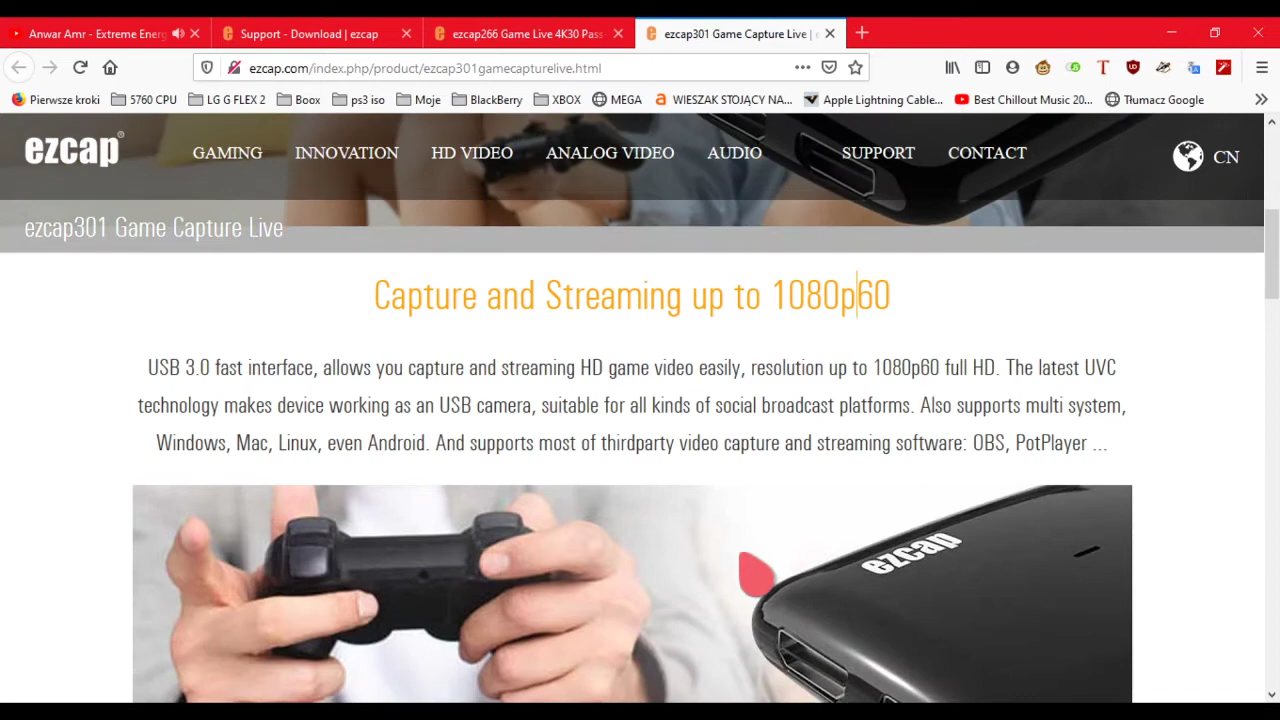 Anwar Amr - Extreme Energ
Support - Download | ezcap
ezcap266 Game Live 4K30 Pass-
ezcap301 Game Capture Live | e
ezcap.com/index.php/product/ezcap301gamecapturelive.html
Pierwsze kroki 5760 CPU LG G FLEX 2 Boox ps3 iso Moje BlackBerry XBOX MEGA WIESZAK STOJĄCY NA... Apple Lightning Cable... Best Chillout Music 20... Tłumacz Google
ezcap® GAMING INNOVATION HD VIDEO ANALOG VIDEO AUDIO SUPPORT CONTACT CN
ezcap301 Game Capture Live
Capture and Streaming up to 1080p60
USB 3.0 fast interface, allows you capture and streaming HD game video easily, resolution up to 1080p60 full HD. The latest UVC
technology makes device working as an USB camera, suitable for all kinds of social broadcast platforms. Also supports multi system,
Windows, Mac, Linux, even Android. And supports most of thirdparty video capture and streaming software: OBS, PotPlayer ...
ezcap